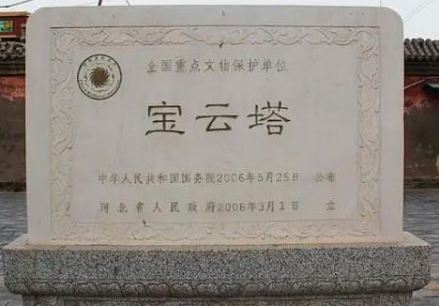 全国重点文物保护单位
宝云塔
中华人民共和国国务院2006年5月25日 公布
河北省人民政府2008年3月1日 立